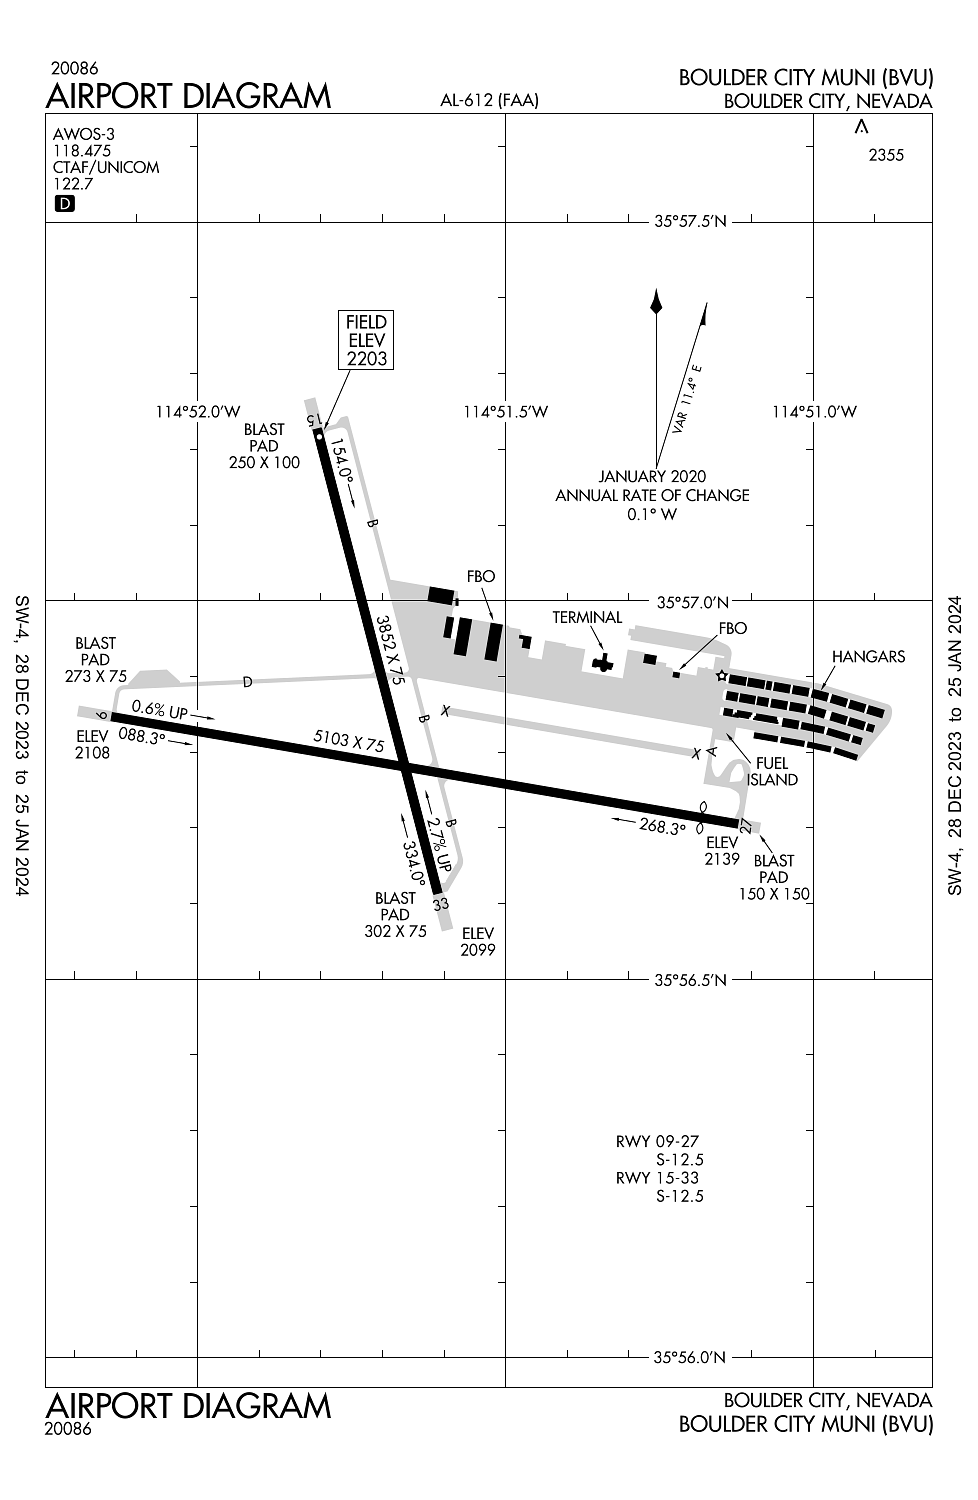 20086
AIRPORT DIAGRAM
AL-612 (FAA)
BOULDER CITY MUNI (BVU)
BOULDER CITY, NEVADA
AWOS-3
118.475
CTAF/UNICOM
122.7
D
2355
35°57.5'N
FIELD
ELEV
2203
VAR 11.4° E
114°52.0'W
114°51.5'W
114°51.0'W
JANUARY 2020
ANNUAL RATE OF CHANGE
0.1° W
15
BLAST
PAD
250 X 100
154.0°
B
FBO
35°57.0'N
TERMINAL
FBO
HANGARS
3852 X 75
BLAST
PAD
273 X 75
D
0.6% UP
9
088.3°
ELEV
2108
5103 X 75
B
X
X
A
FUEL
ISLAND
268.3°
27
ELEV
2139
BLAST
PAD
150 X 150
B
2.7% UP
334.0°
33
BLAST
PAD
302 X 75
ELEV
2099
35°56.5'N
RWY 09-27
S-12.5
RWY 15-33
S-12.5
35°56.0'N
SW-4, 28 DEC 2023 to 25 JAN 2024
SW-4, 28 DEC 2023 to 25 JAN 2024
AIRPORT DIAGRAM
20086
BOULDER CITY, NEVADA
BOULDER CITY MUNI (BVU)